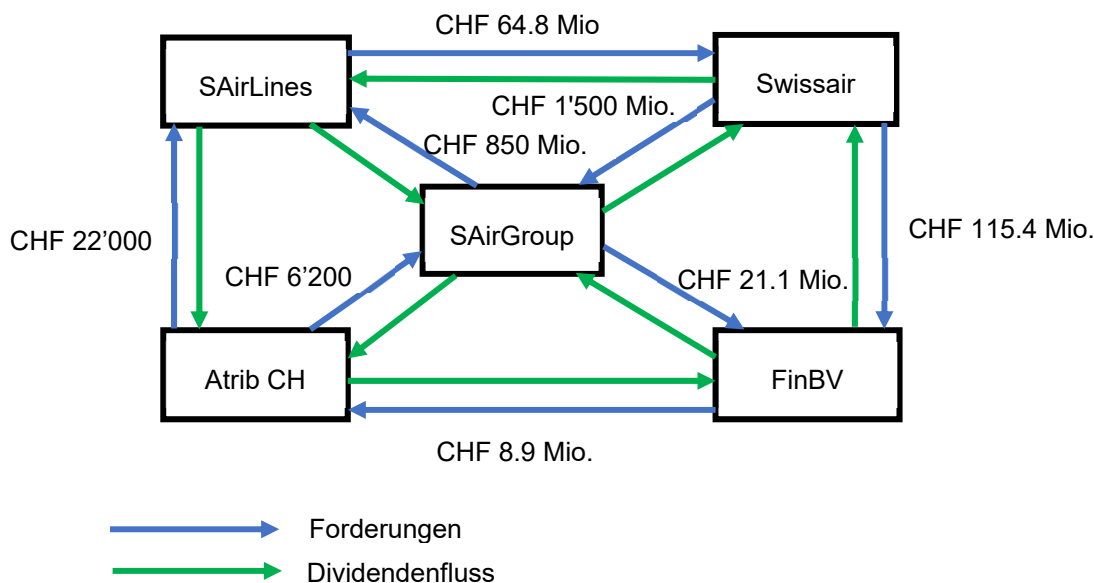 CHF 64.8 Mio
SAirLines
Swissair
CHF 1'500 Mio.
CHF 850 Mio.
CHF 22’000
SAirGroup
CHF 115.4 Mio.
CHF 6’200
CHF 21.1 Mio.
Atrib CH
FinBV
CHF 8.9 Mio.
Forderungen
Dividendenfluss